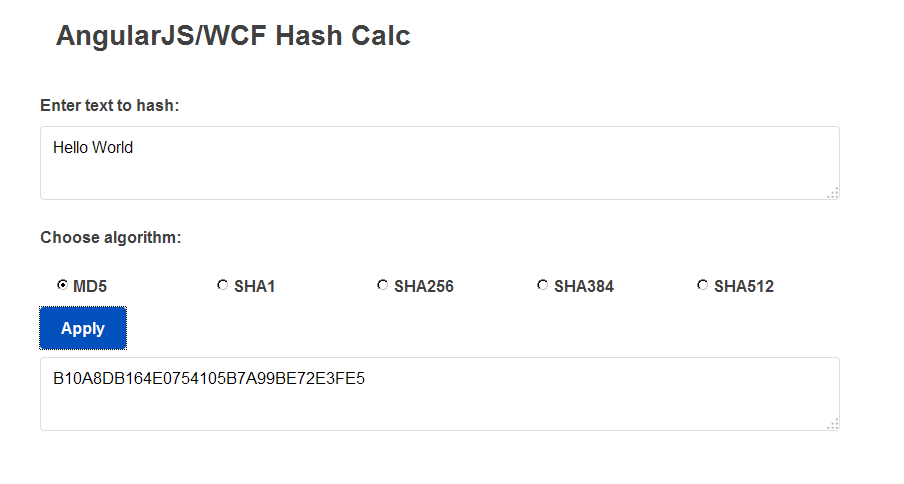 AngularJS/WCF Hash Calc
Enter text to hash:
Hello World
Choose algorithm:
MD5 SHA1 SHA256 SHA384 SHA512
Apply
B10A8DB164E0754105B7A99BE72E3FE5